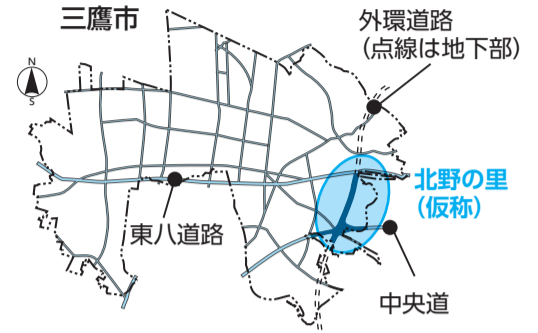 三鷹市
外環道路
（点線は地下部）
N
S
北野の里
（仮称）
東八道路
中央道